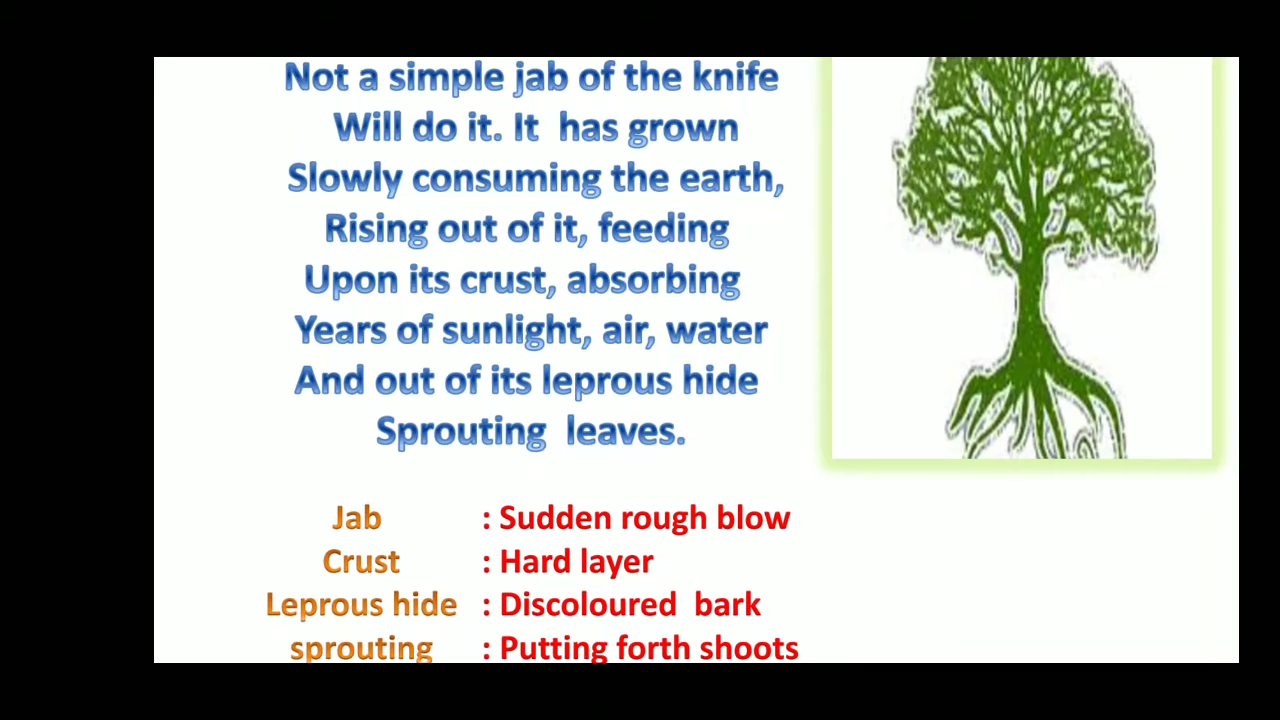 Not a simple jab of the knife
Will do it. It has grown
Slowly consuming the earth,
Rising out of it, feeding
Upon its crust, absorbing
Years of sunlight, air, water
And out of its leprous hide
Sprouting leaves.
Jab : Sudden rough blow
Crust : Hard layer
Leprous hide : Discoloured bark
sprouting : Putting forth shoots